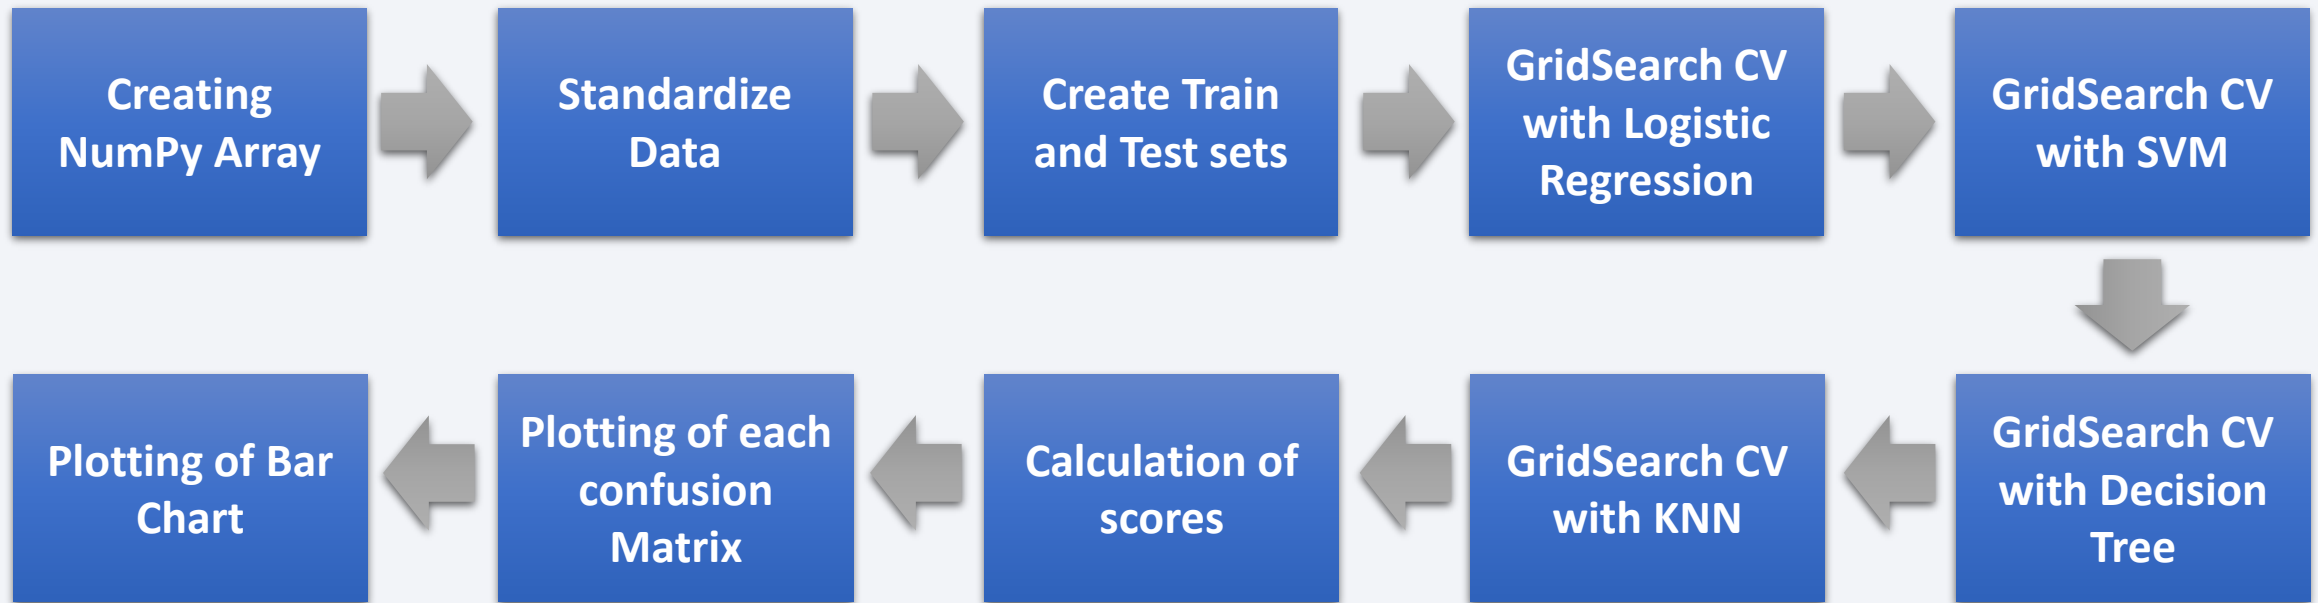 Creating
NumPy Array
Standardize
Data
Create Train
and Test sets
GridSearch CV
with Logistic
Regression
GridSearch CV
with SVM
GridSearch CV
with Decision
Tree
GridSearch CV
with KNN
Calculation of
scores
Plotting of each
confusion
Matrix
Plotting of Bar
Chart